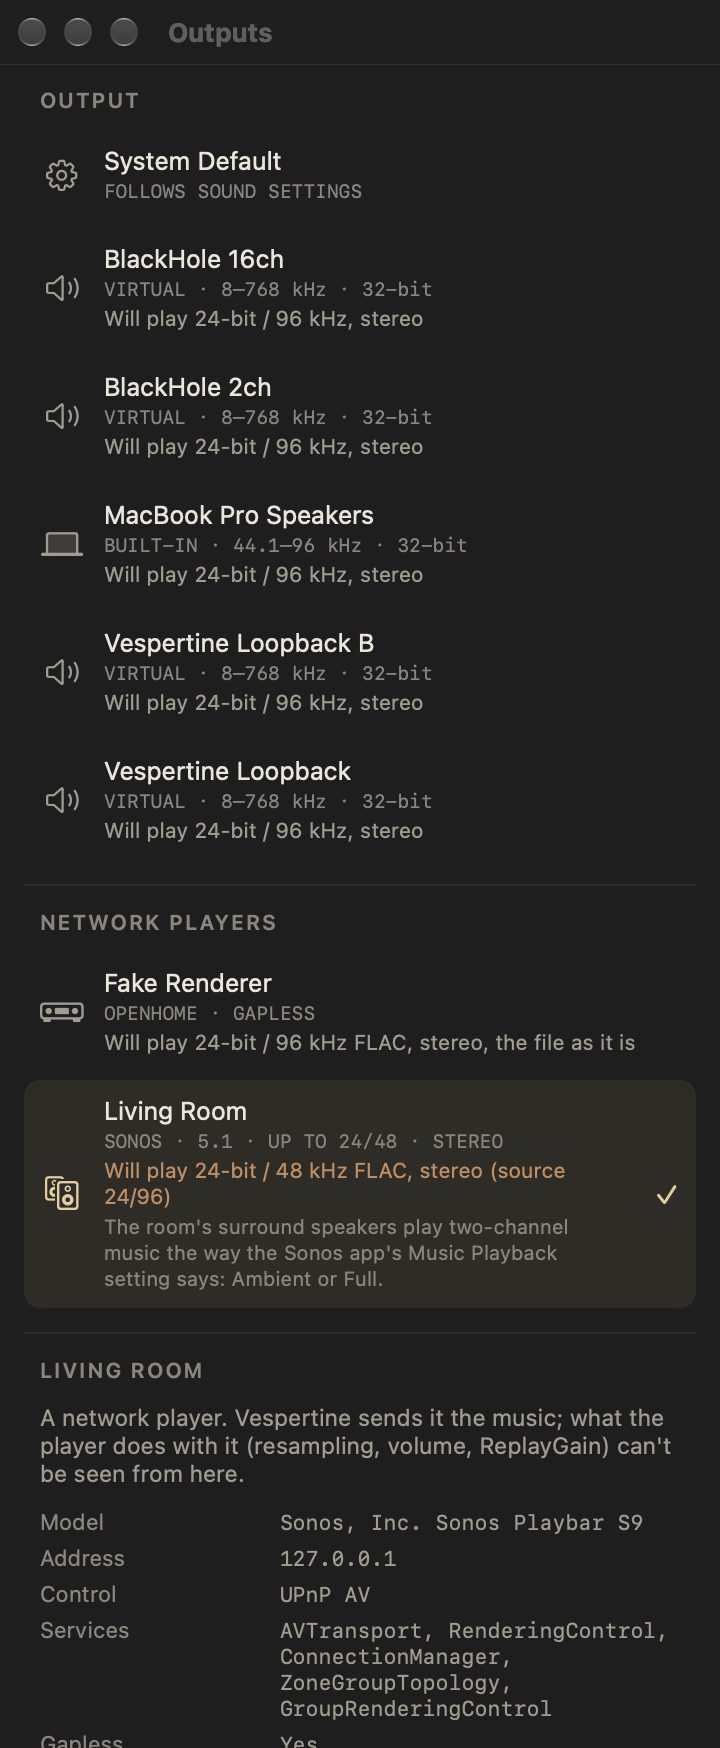 Outputs
OUTPUT
System Default
FOLLOWS SOUND SETTINGS
BlackHole 16ch
VIRTUAL · 8–768 kHz · 32-bit
Will play 24-bit / 96 kHz, stereo
BlackHole 2ch
VIRTUAL · 8–768 kHz · 32-bit
Will play 24-bit / 96 kHz, stereo
MacBook Pro Speakers
BUILT-IN · 44.1–96 kHz · 32-bit
Will play 24-bit / 96 kHz, stereo
Vespertine Loopback B
VIRTUAL · 8–768 kHz · 32-bit
Will play 24-bit / 96 kHz, stereo
Vespertine Loopback
VIRTUAL · 8–768 kHz · 32-bit
Will play 24-bit / 96 kHz, stereo
NETWORK PLAYERS
Fake Renderer
OPENHOME · GAPLESS
Will play 24-bit / 96 kHz FLAC, stereo, the file as it is
Living Room
SONOS · 5.1 · UP TO 24/48 · STEREO
Will play 24-bit / 48 kHz FLAC, stereo (source
24/96)
The room's surround speakers play two-channel
music the way the Sonos app's Music Playback
setting says: Ambient or Full.
LIVING ROOM
A network player. Vespertine sends it the music; what the
player does with it (resampling, volume, ReplayGain) can't
be seen from here.
Model Sonos, Inc. Sonos Playbar S9
Address 127.0.0.1
Control UPnP AV
Services AVTransport, RenderingControl,
ConnectionManager,
ZoneGroupTopology,
GroupRenderingControl
Gapless Yes